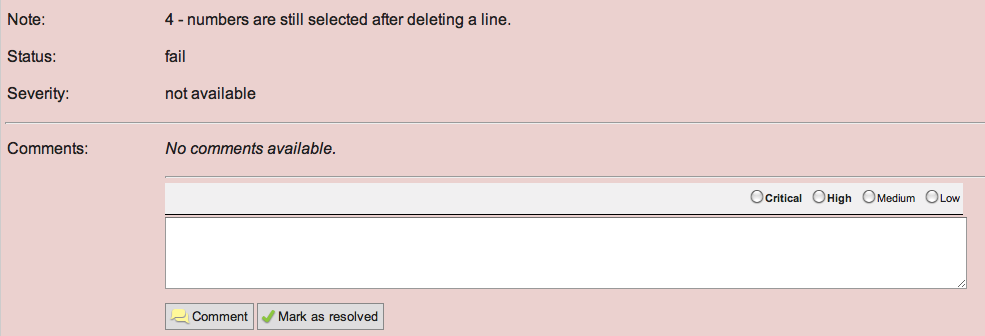 Note: 4 - numbers are still selected after deleting a line.
Status: fail
Severity: not available
Comments: No comments available.
Critical High Medium Low
Comment Mark as resolved